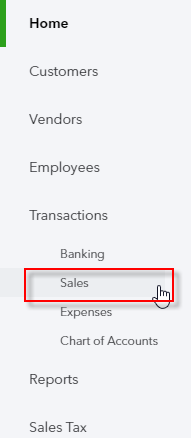 Home
Customers
Vendors
Employees
Transactions
Banking
Sales
Expenses
Chart of Accounts
Reports
Sales Tax